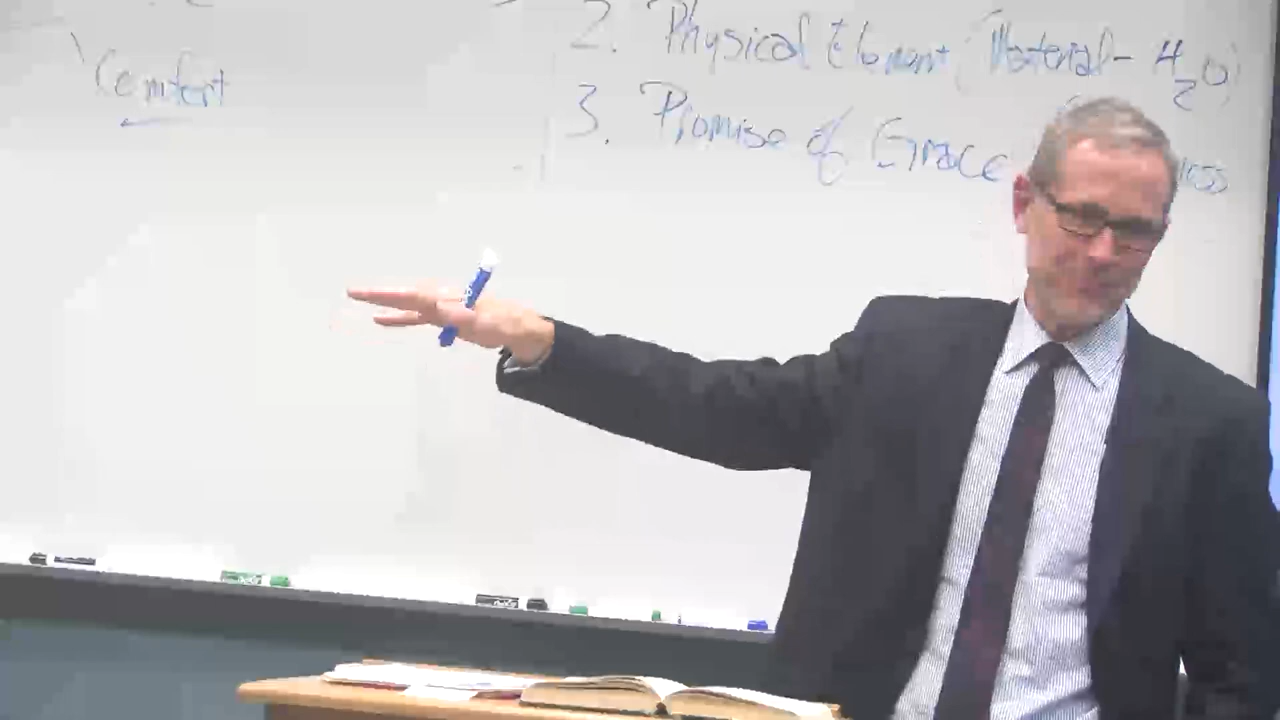 2. Physical Element (Material - H2O)
Comfort
3. Promise of Grace